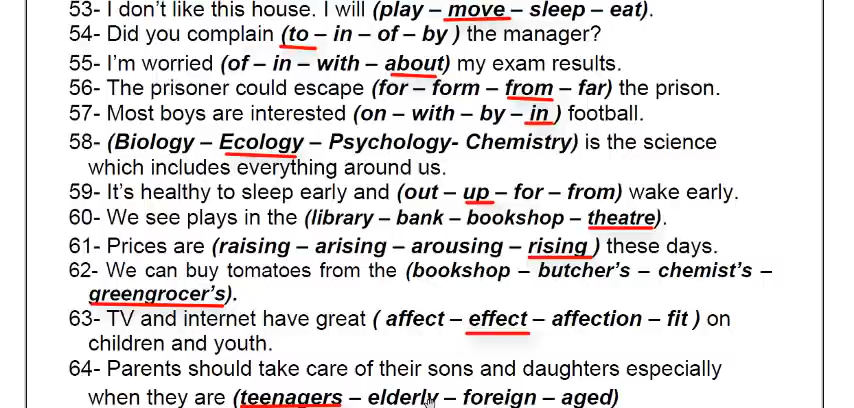 53- I don't like this house. I will (play – move – sleep – eat).
54- Did you complain (to – in – of – by ) the manager?
55- I'm worried (of – in – with – about) my exam results.
56- The prisoner could escape (for – form – from – far) the prison.
57- Most boys are interested (on – with – by – in ) football.
58- (Biology – Ecology – Psychology- Chemistry) is the science
which includes everything around us.
59- It's healthy to sleep early and (out – up – for – from) wake early.
60- We see plays in the (library – bank – bookshop – theatre).
61- Prices are (raising – arising – arousing – rising ) these days.
62- We can buy tomatoes from the (bookshop – butcher's – chemist's –
greengrocer's).
63- TV and internet have great ( affect – effect – affection – fit ) on
children and youth.
64- Parents should take care of their sons and daughters especially
when they are (teenagers – elderly – foreign – aged)